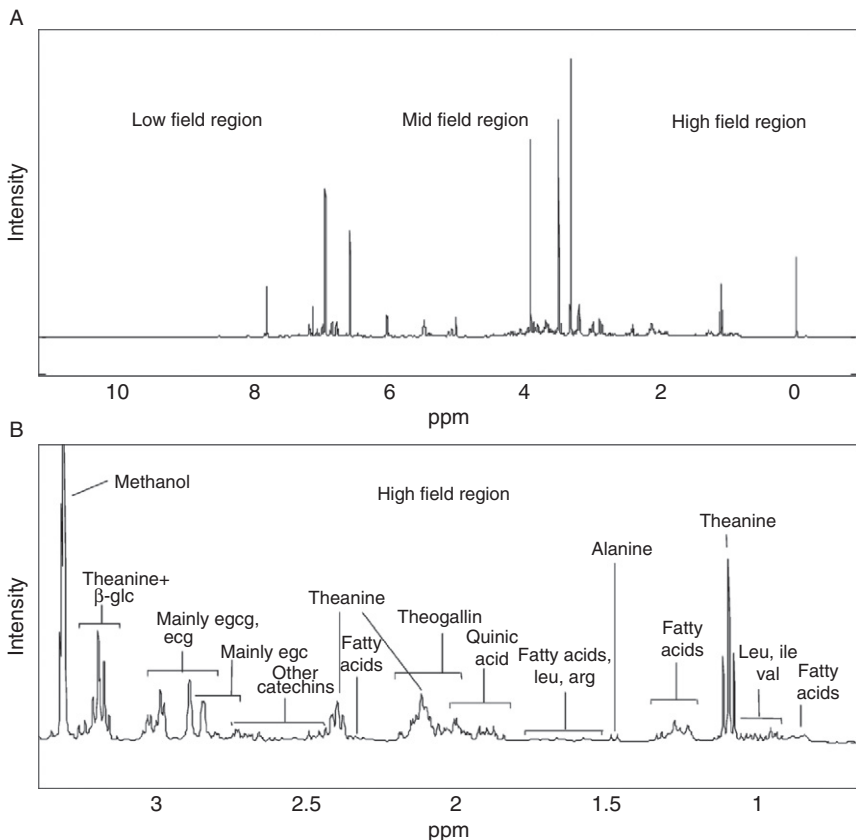 A
Intensity
Low field region
Mid field region
High field region
10
8
6
4
2
0
ppm
B
Intensity
High field region
Methanol
Theanine+
β-glc
Mainly egcg,
ecg
Mainly egc
Other
catechins
Theanine
Fatty
acids
Theogallin
Quinic
acid
Fatty acids,
leu, arg
Alanine
Fatty
acids
Theanine
Leu, ile
val
Fatty
acids
3
2.5
2
1.5
1
ppm